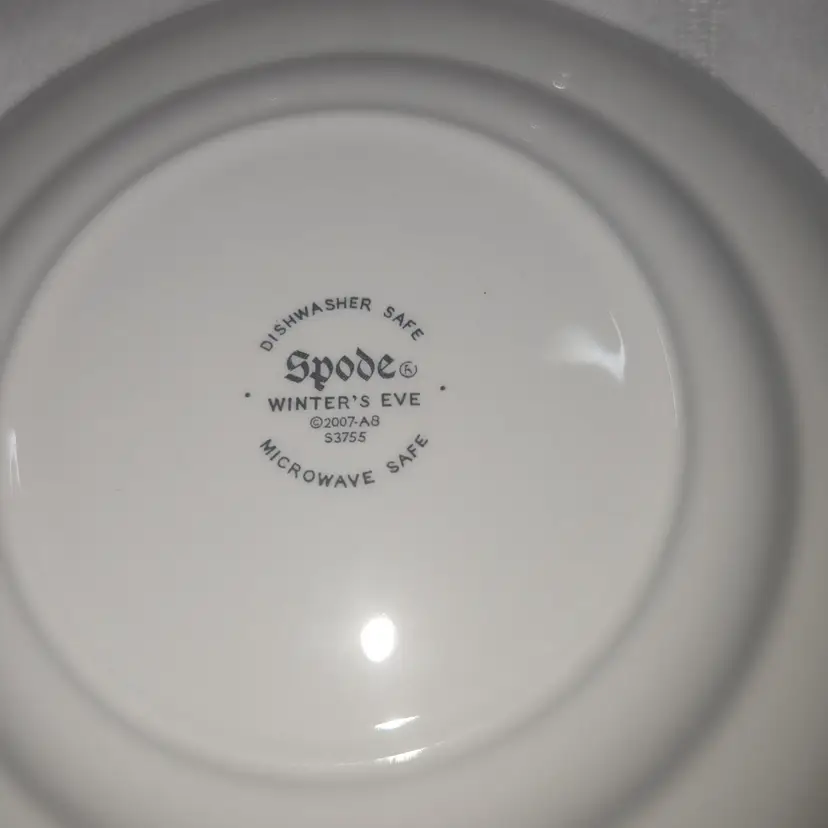 DISHWASHER SAFE
Spode®
· WINTER'S EVE ·
©2007-A8
S3755
MICROWAVE SAFE